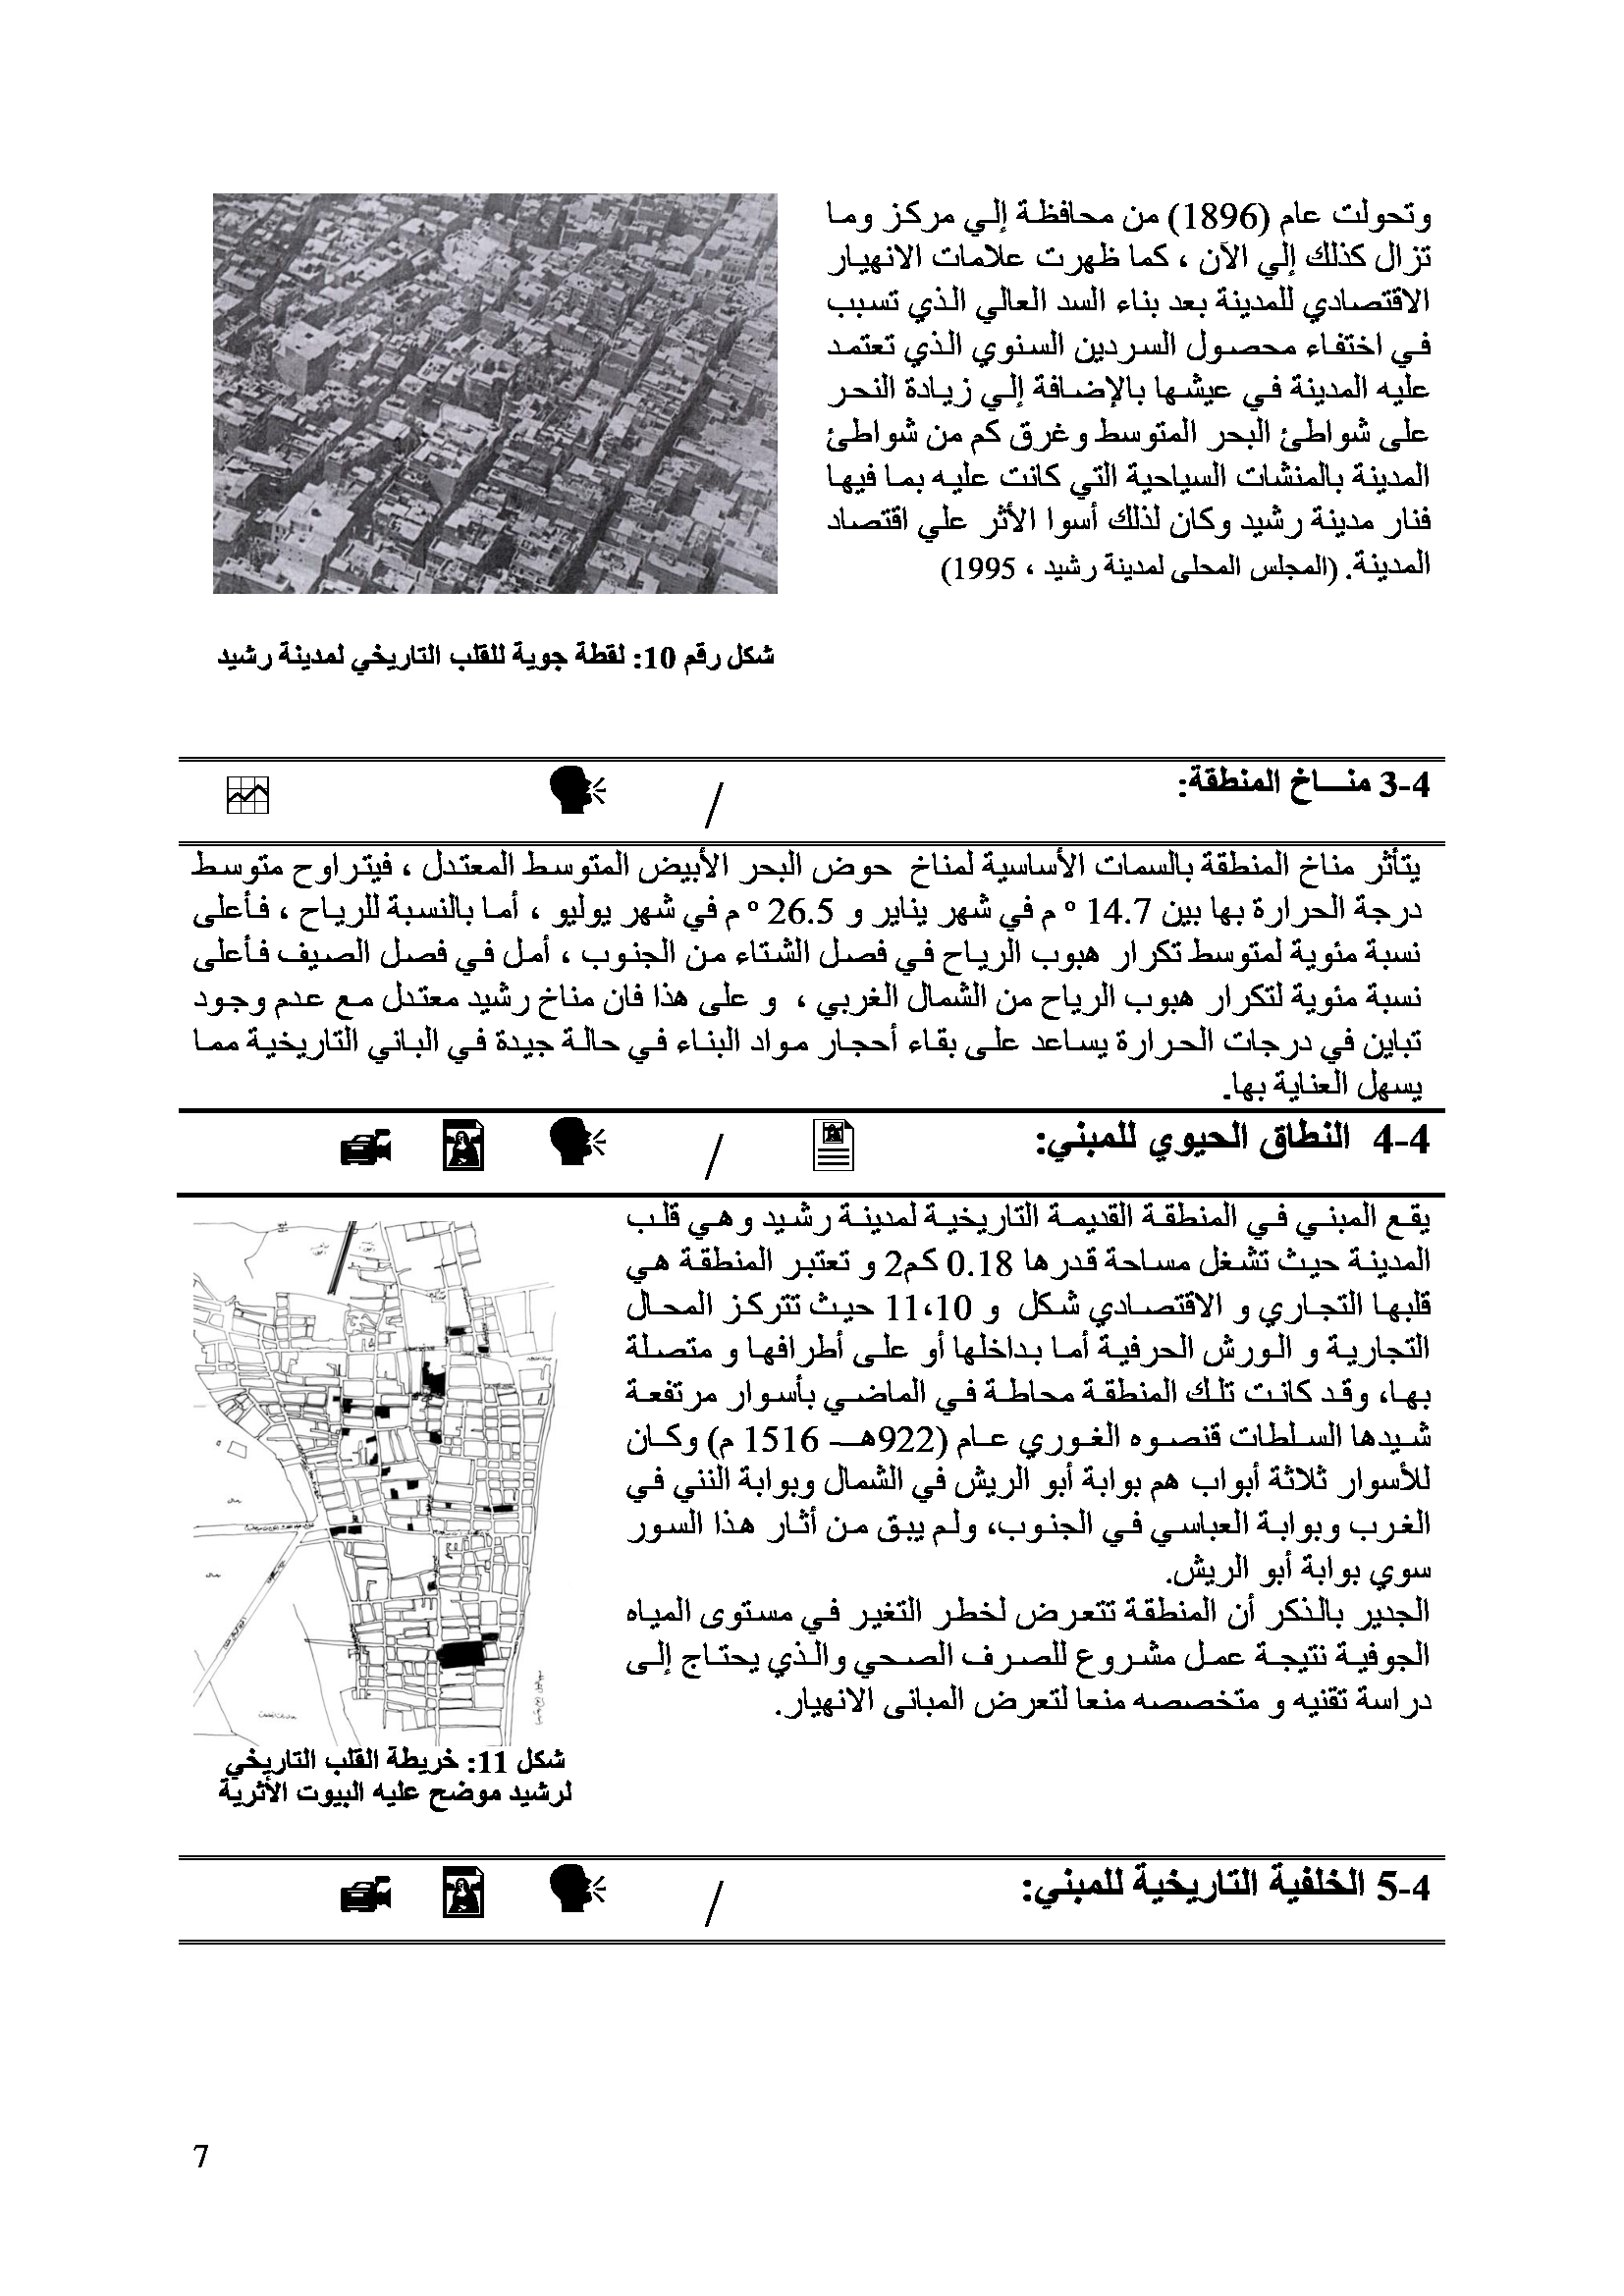 وتحولت عام (1896) من محافظة إلي مركز وما
تزال كذلك إلي الآن ، كما ظهرت علامات الانهيار
الاقتصادي للمدينة بعد بناء السد العالي الذي تسبب
في اختفاء محصول السردين السنوي الذي تعتمد
عليه المدينة في عيشها بالإضافة إلي زيادة النحر
على شواطئ البحر المتوسط وغرق كم من شواطئ
المدينة بالمنشات السياحية التي كانت عليه بما فيها
فنار مدينة رشيد وكان لذلك أسوا الأثر علي اقتصاد
المدينة. (المجلس المحلى لمدينة رشيد ، 1995)
شكل رقم 10: لقطة جوية للقلب التاريخي لمدينة رشيد
3-4 منـــاخ المنطقة:
/
يتأثر مناخ المنطقة بالسمات الأساسية لمناخ حوض البحر الأبيض المتوسط المعتدل ، فيتراوح متوسط
درجة الحرارة بها بين 14.7 ° م في شهر يناير و 26.5 ° م في شهر يوليو ، أما بالنسبة للرياح ، فأعلى
نسبة مئوية لمتوسط تكرار هبوب الرياح في فصل الشتاء من الجنوب ، أمل في فصل الصيف فأعلى
نسبة مئوية لتكرار هبوب الرياح من الشمال الغربي ، و على هذا فان مناخ رشيد معتدل مع عدم وجود
تباين في درجات الحرارة يساعد على بقاء أحجار مواد البناء في حالة جيدة في الباني التاريخية مما
يسهل العناية بها.
4-4 النطاق الحيوي للمبني:
/
يقع المبني في المنطقة القديمة التاريخية لمدينة رشيد وهي قلب
المدينة حيث تشغل مساحة قدرها 0.18 كم2 و تعتبر المنطقة هي
قلبها التجاري و الاقتصادي شكل و 11،10 حيث تتركز المحال
التجارية و الورش الحرفية أما بداخلها أو على أطرافها و متصلة
بها، وقد كانت تلك المنطقة محاطة في الماضي بأسوار مرتفعة
شيدها السلطات قنصوه الغوري عام (922هـ– 1516 م) وكان
للأسوار ثلاثة أبواب هم بوابة أبو الريش في الشمال وبوابة النني في
الغرب وبوابة العباسي في الجنوب، ولم يبق من أثار هذا السور
سوي بوابة أبو الريش.
الجدير بالذكر أن المنطقة تتعرض لخطر التغير في مستوى المياه
الجوفية نتيجة عمل مشروع للصرف الصحي والذي يحتاج إلى
دراسة تقنيه و متخصصه منعا لتعرض المبانى الانهيار.
شكل 11: خريطة القلب التاريخي
لرشيد موضح عليه البيوت الأثرية
5-4 الخلفية التاريخية للمبني:
/
7